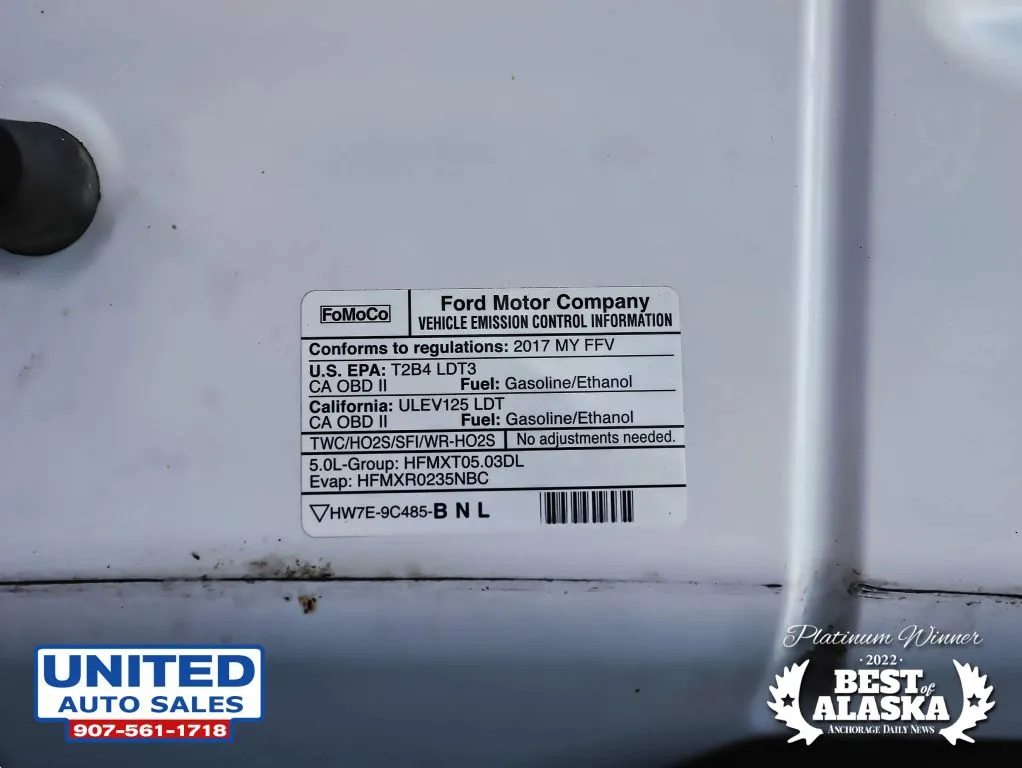 FoMoCo
Ford Motor Company
VEHICLE EMISSION CONTROL INFORMATION
Conforms to regulations: 2017 MY FFV
U.S. EPA: T2B4 LDT3
CA OBD II Fuel: Gasoline/Ethanol
California: ULEV125 LDT
CA OBD II Fuel: Gasoline/Ethanol
TWC/HO2S/SFI/WR-HO2S No adjustments needed.
5.0L-Group: HFMXT05.03DL
Evap: HFMXR0235NBC
HW7E-9C485-B N L
UNITED
AUTO SALES
907-561-1718
Platinum Winner
·2022·
BEST of
ALASKA
ANCHORAGE DAILY NEWS